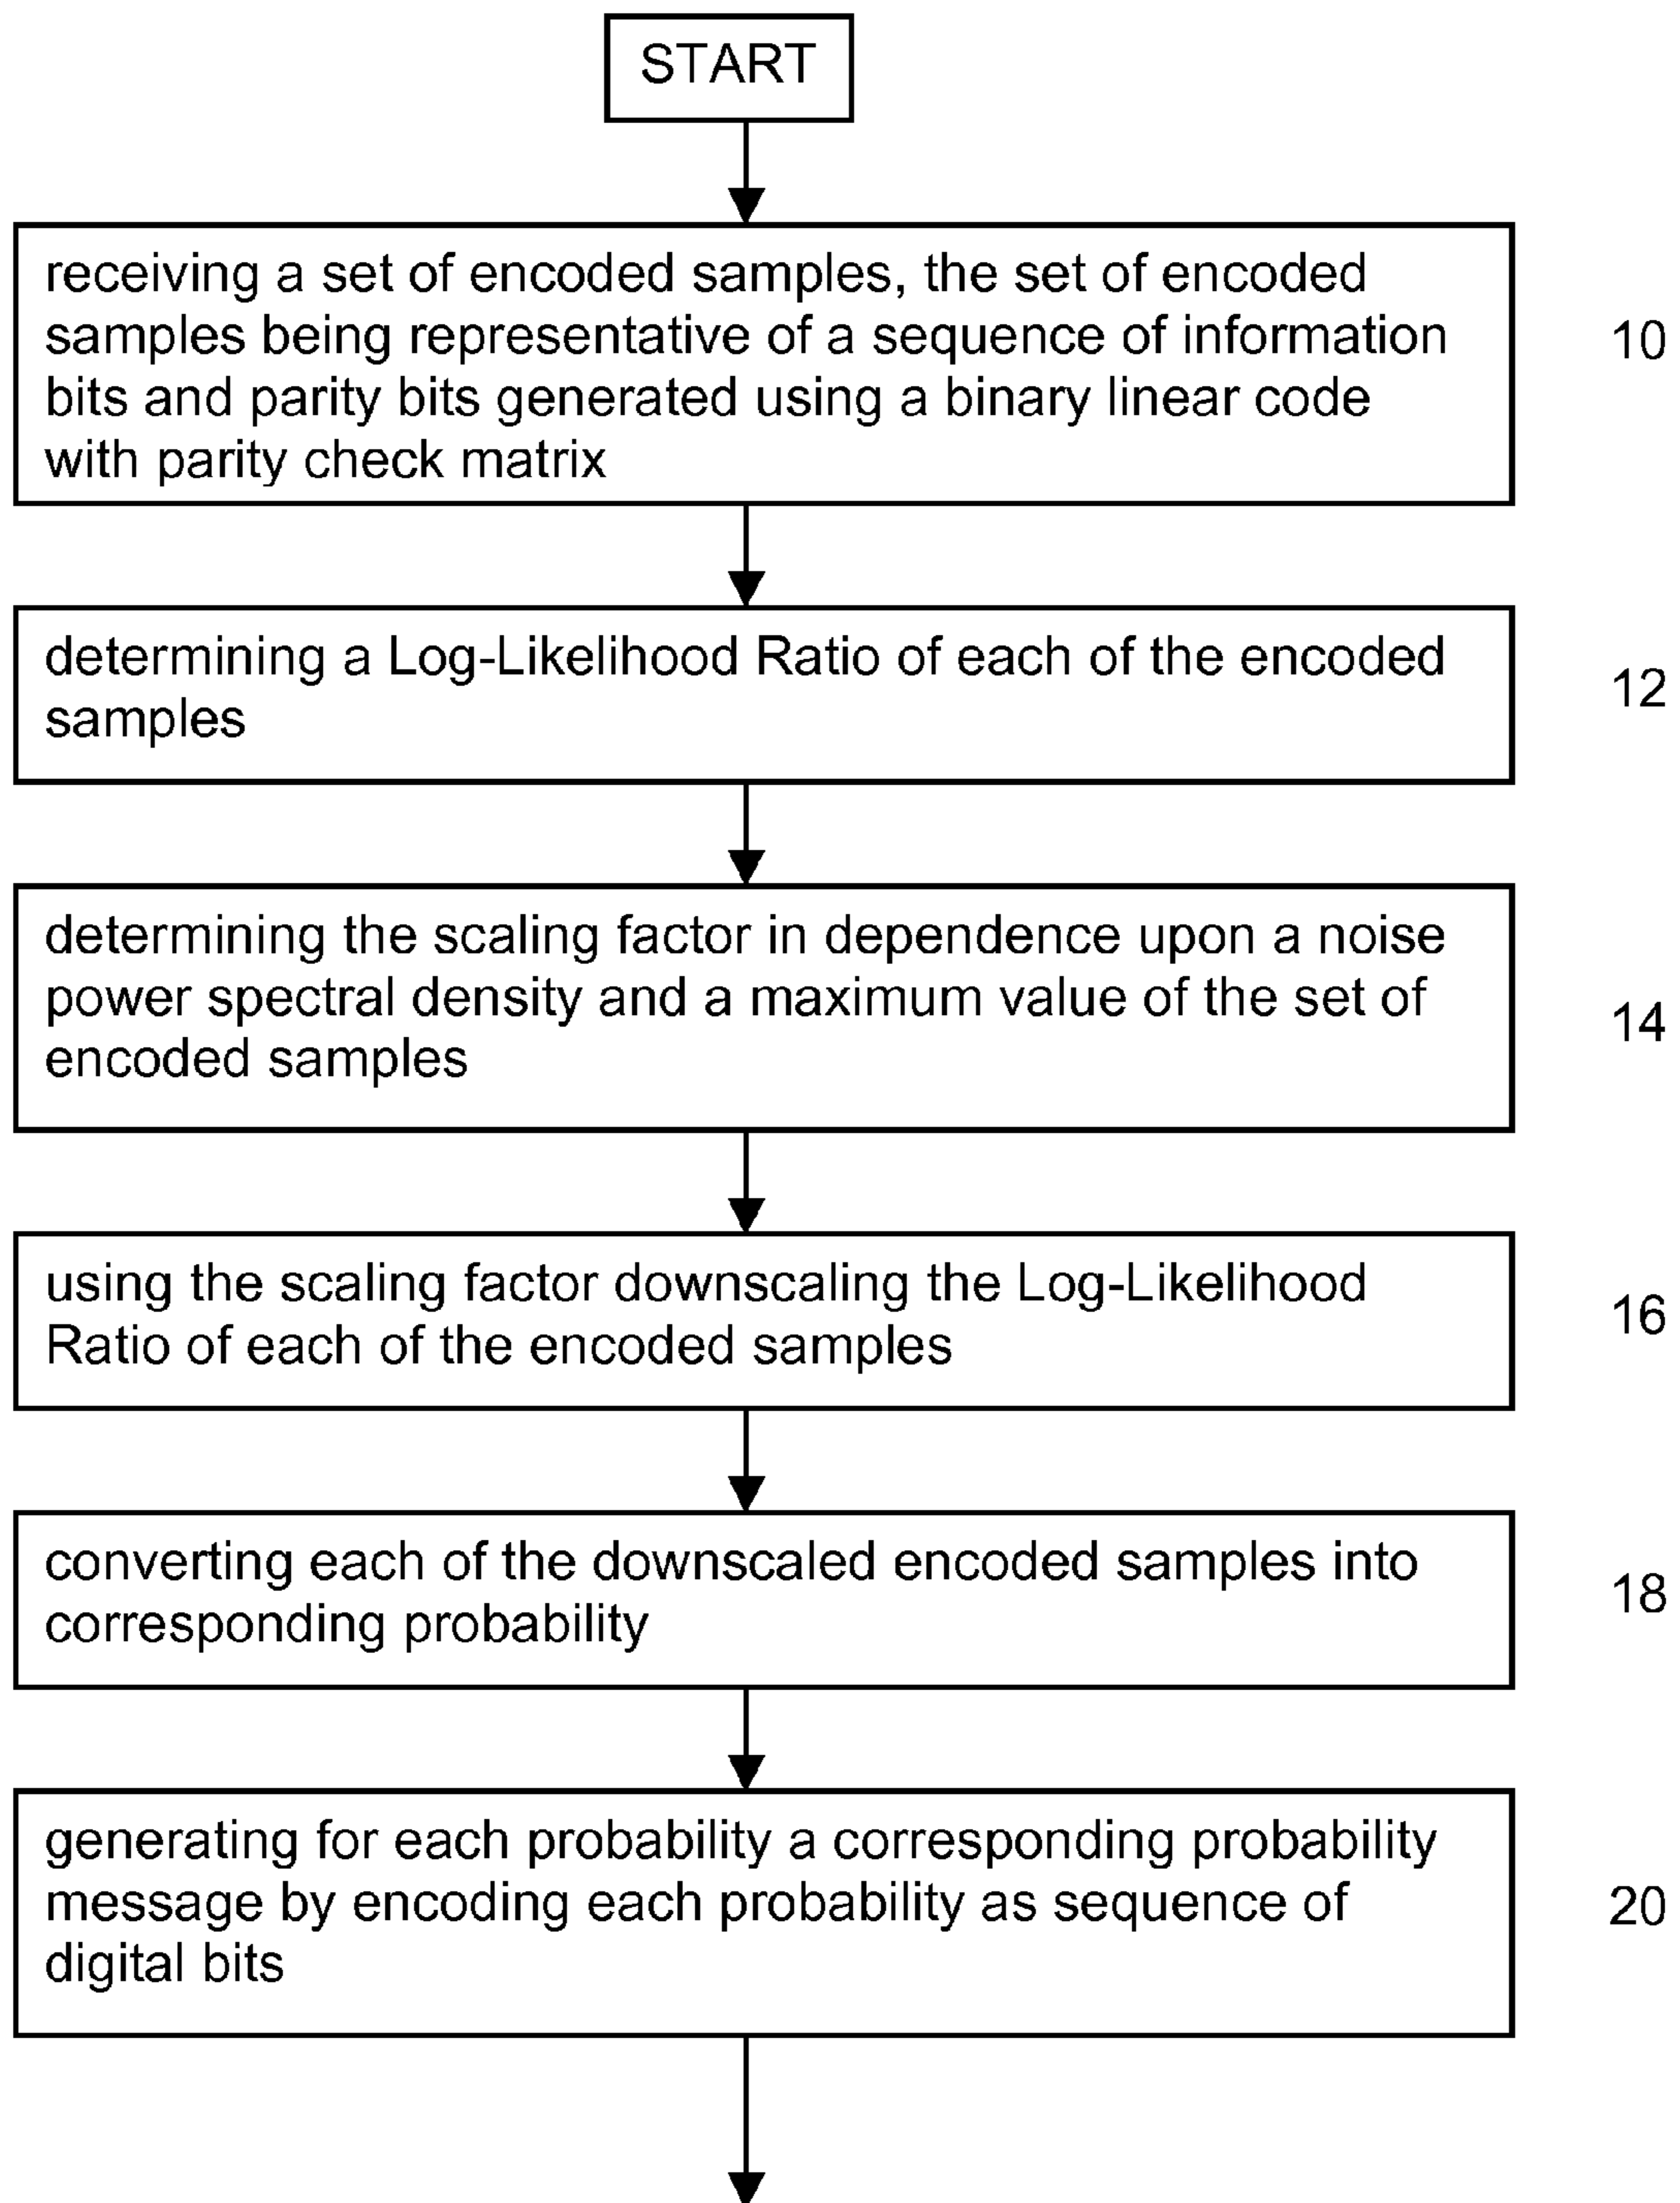 START
receiving a set of encoded samples, the set of encoded
samples being representative of a sequence of information
bits and parity bits generated using a binary linear code
with parity check matrix
10
determining a Log-Likelihood Ratio of each of the encoded
samples
12
determining the scaling factor in dependence upon a noise
power spectral density and a maximum value of the set of
encoded samples
14
using the scaling factor downscaling the Log-Likelihood
Ratio of each of the encoded samples
16
converting each of the downscaled encoded samples into
corresponding probability
18
generating for each probability a corresponding probability
message by encoding each probability as sequence of
digital bits
20